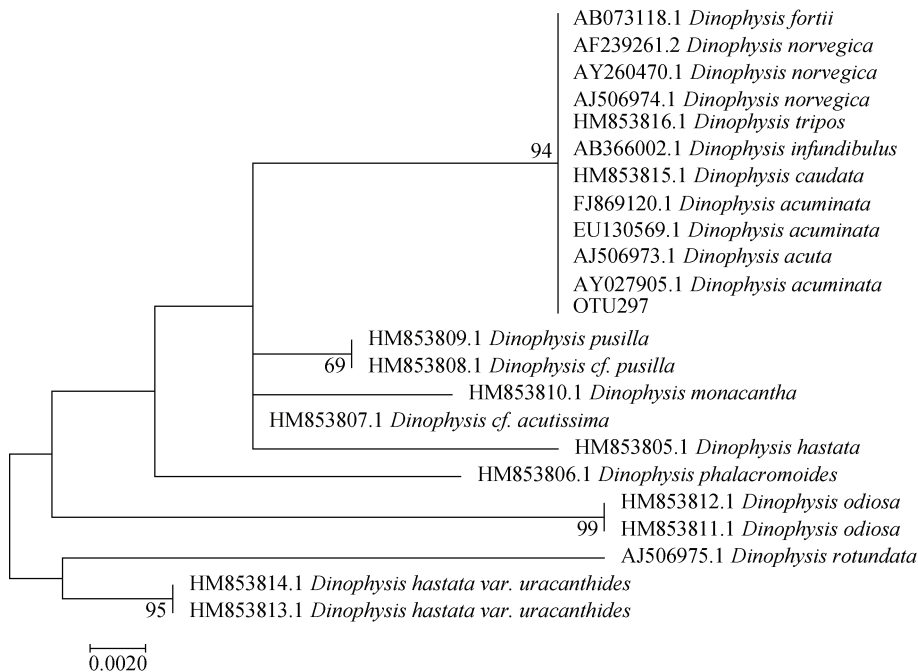 AB073118.1 Dinophysis fortii
AF239261.2 Dinophysis norvegica
AY260470.1 Dinophysis norvegica
AJ506974.1 Dinophysis norvegica
HM853816.1 Dinophysis tripos
94
AB366002.1 Dinophysis infundibulus
HM853815.1 Dinophysis caudata
FJ869120.1 Dinophysis acuminata
EU130569.1 Dinophysis acuminata
AJ506973.1 Dinophysis acuta
AY027905.1 Dinophysis acuminata
OTU297
HM853809.1 Dinophysis pusilla
69
HM853808.1 Dinophysis cf. pusilla
HM853810.1 Dinophysis monacantha
HM853807.1 Dinophysis cf. acutissima
HM853805.1 Dinophysis hastata
HM853806.1 Dinophysis phalacromoides
HM853812.1 Dinophysis odiosa
99
HM853811.1 Dinophysis odiosa
AJ506975.1 Dinophysis rotundata
HM853814.1 Dinophysis hastata var. uracanthides
95
HM853813.1 Dinophysis hastata var. uracanthides
0.0020